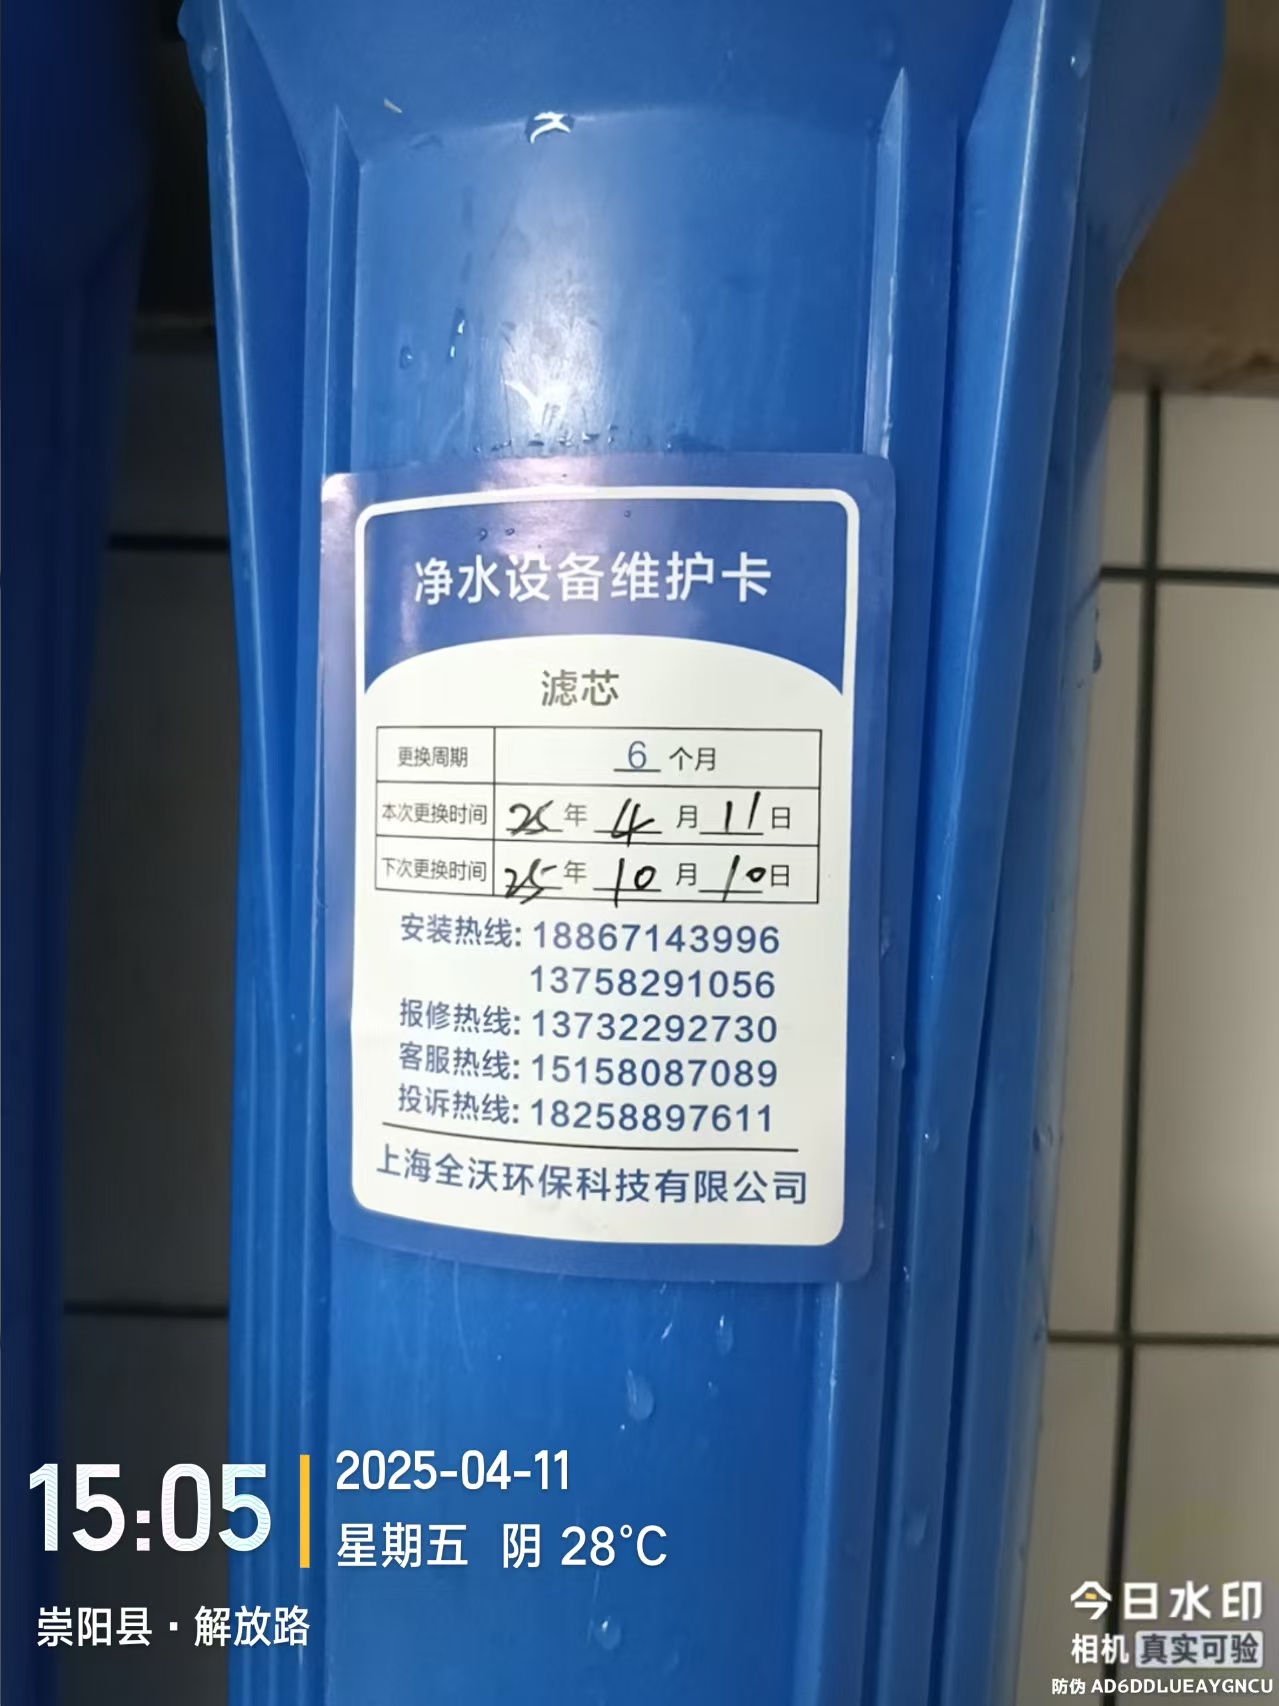 净水设备维护卡
滤芯
更换周期 6 个月
本次更换时间 25 年 4 月 11 日
下次更换时间 25 年 10 月 10 日
安装热线: 18867143996
13758291056
报修热线: 13732292730
客服热线: 15158087089
投诉热线: 18258897611
上海全沃环保科技有限公司
15:05
2025-04-11
星期五 阴 28°C
崇阳县·解放路
今日水印
相机 真实可验
防伪 AD6DDLUEAYGNCU